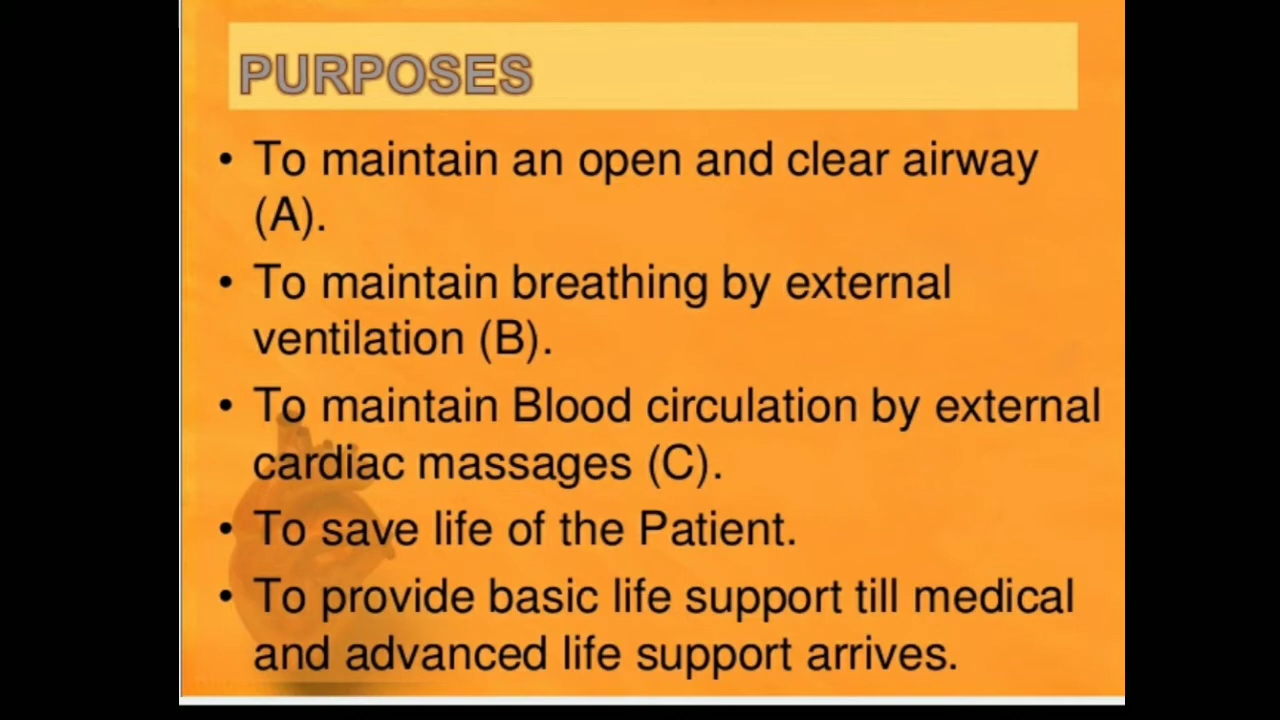 PURPOSES
• To maintain an open and clear airway
(A).
• To maintain breathing by external
ventilation (B).
• To maintain Blood circulation by external
cardiac massages (C).
• To save life of the Patient.
• To provide basic life support till medical
and advanced life support arrives.